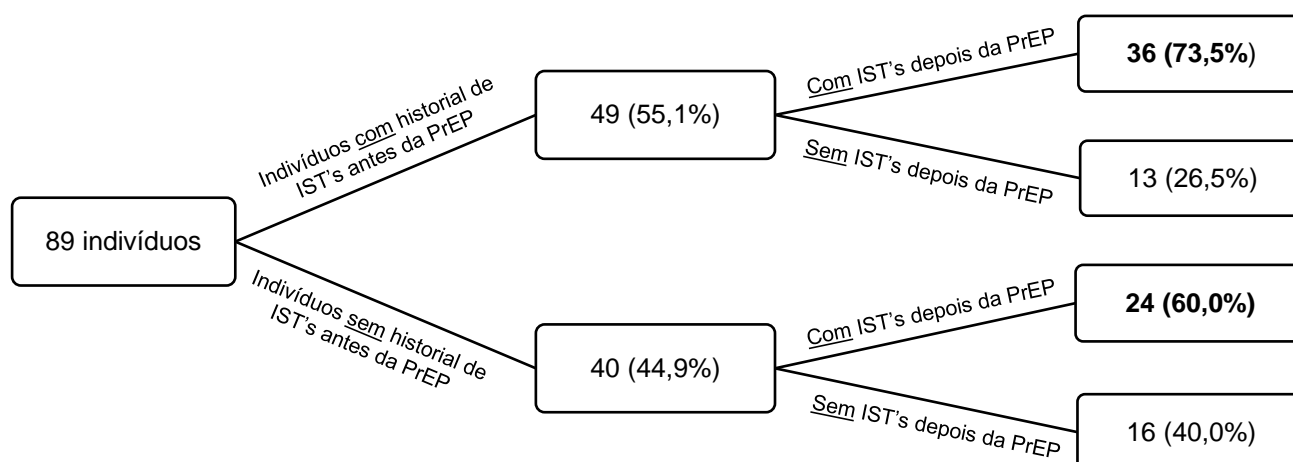 89 indivíduos
Indivíduos com historial de
IST’s antes da PrEP
49 (55,1%)
Com IST’s depois da PrEP
36 (73,5%)
Sem IST’s depois da PrEP
13 (26,5%)
Indivíduos sem historial de
IST’s antes da PrEP
40 (44,9%)
Com IST’s depois da PrEP
24 (60,0%)
Sem IST’s depois da PrEP
16 (40,0%)